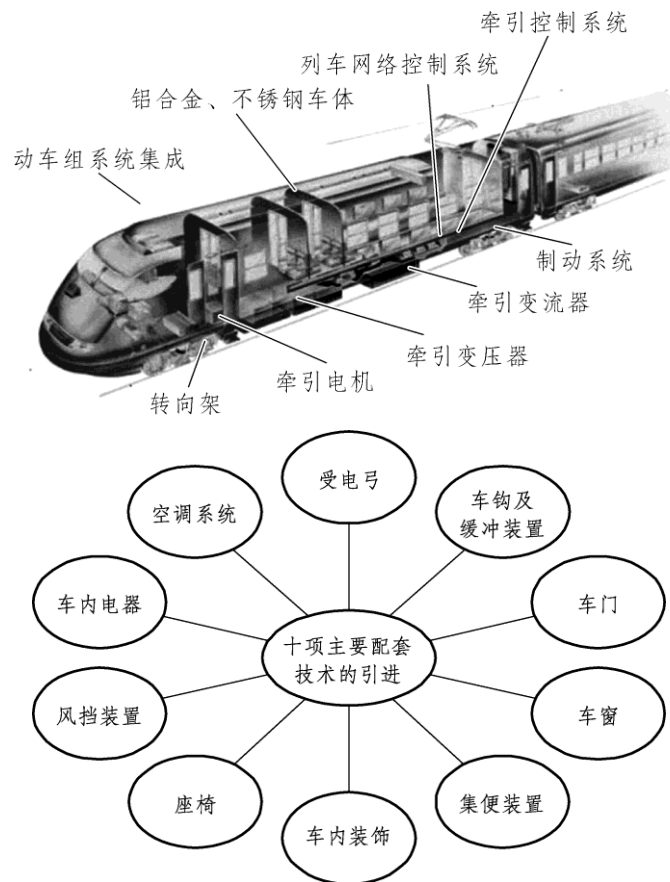 牵引控制系统
列车网络控制系统
铝合金、不锈钢车体
动车组系统集成
制动系统
牵引变流器
牵引变压器
牵引电机
转向架
受电弓
空调系统
车钩及
缓冲装置
车内电器
车门
十项主要配套
技术的引进
风挡装置
车窗
座椅
集便装置
车内装饰